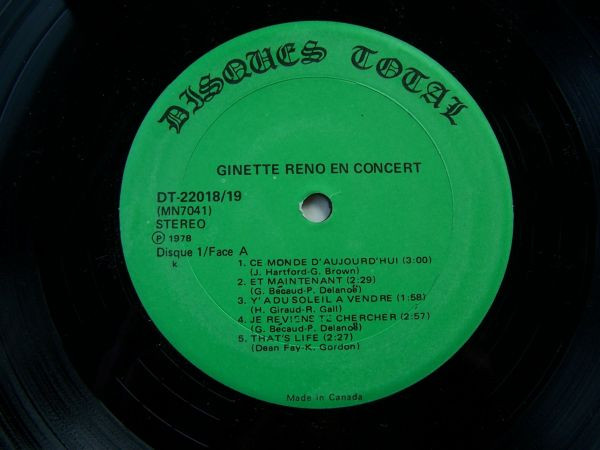 DISQUES TOTAL
GINETTE RENO EN CONCERT
DT-22018/19
(MN7041)
STEREO
Ⓟ 1978
Disque 1/Face A
k
1. CE MONDE D'AUJOURD'HUI (3:00)
(J. Hartford-G. Brown)
2. ET MAINTENANT (2:29)
(G. Bécaud-P. Delanoë)
3. Y'A DU SOLEIL A VENDRE (1:58)
(H. Giraud-R. Gall)
4. JE REVIENS TE CHERCHER (2:57)
(G. Bécaud-P. Delanoë)
5. THAT'S LIFE (2:27)
(Dean Fay-K. Gordon)
Made in Canada